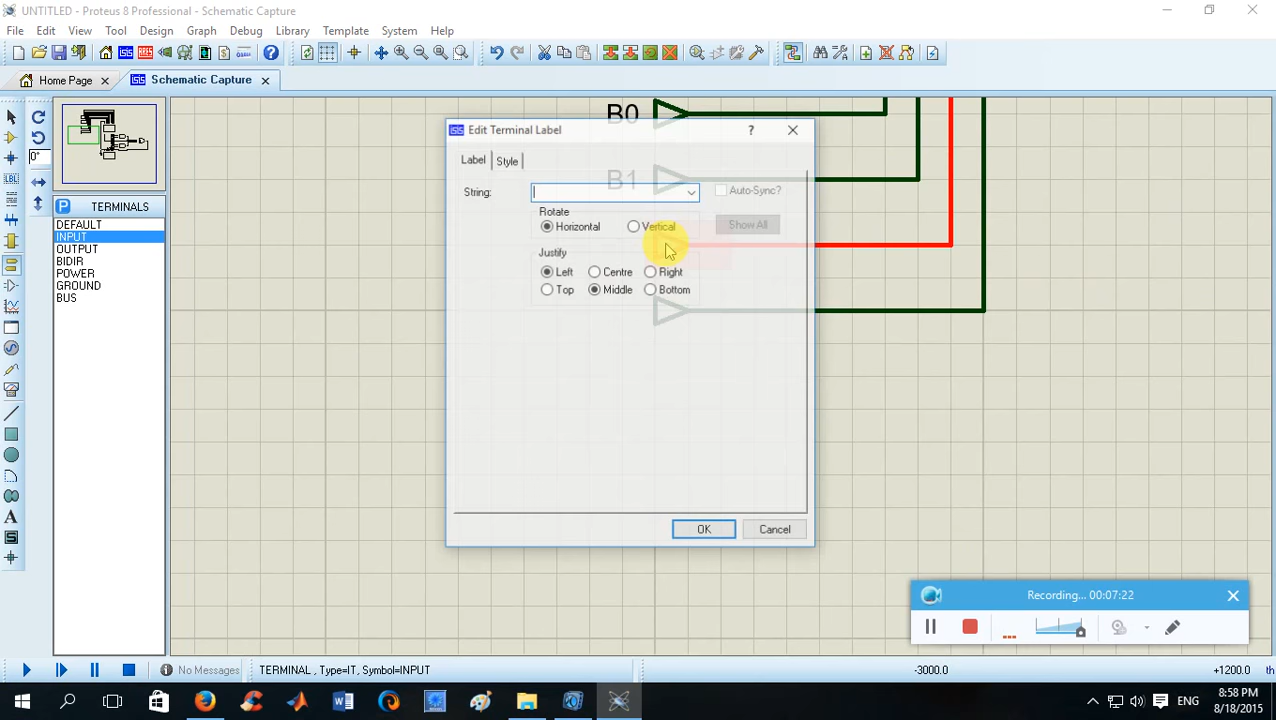 UNTITLED - Proteus 8 Professional - Schematic Capture
File Edit View Tool Design Graph Debug Library Template System Help
Home Page
Schematic Capture
B0
Edit Terminal Label
Label Style
B1
String:
Auto-Sync?
Rotate
Horizontal Vertical
Show All
Justify
Left Centre Right
Top Middle Bottom
OK Cancel
0°
LBL
P TERMINALS
DEFAULT
INPUT
OUTPUT
BIDIR
POWER
GROUND
BUS
A
Recording... 00:07:22
No Messages
TERMINAL , Type=IT, Symbol=INPUT
-3000.0
+1200.0
th
ENG
8:58 PM
8/18/2015